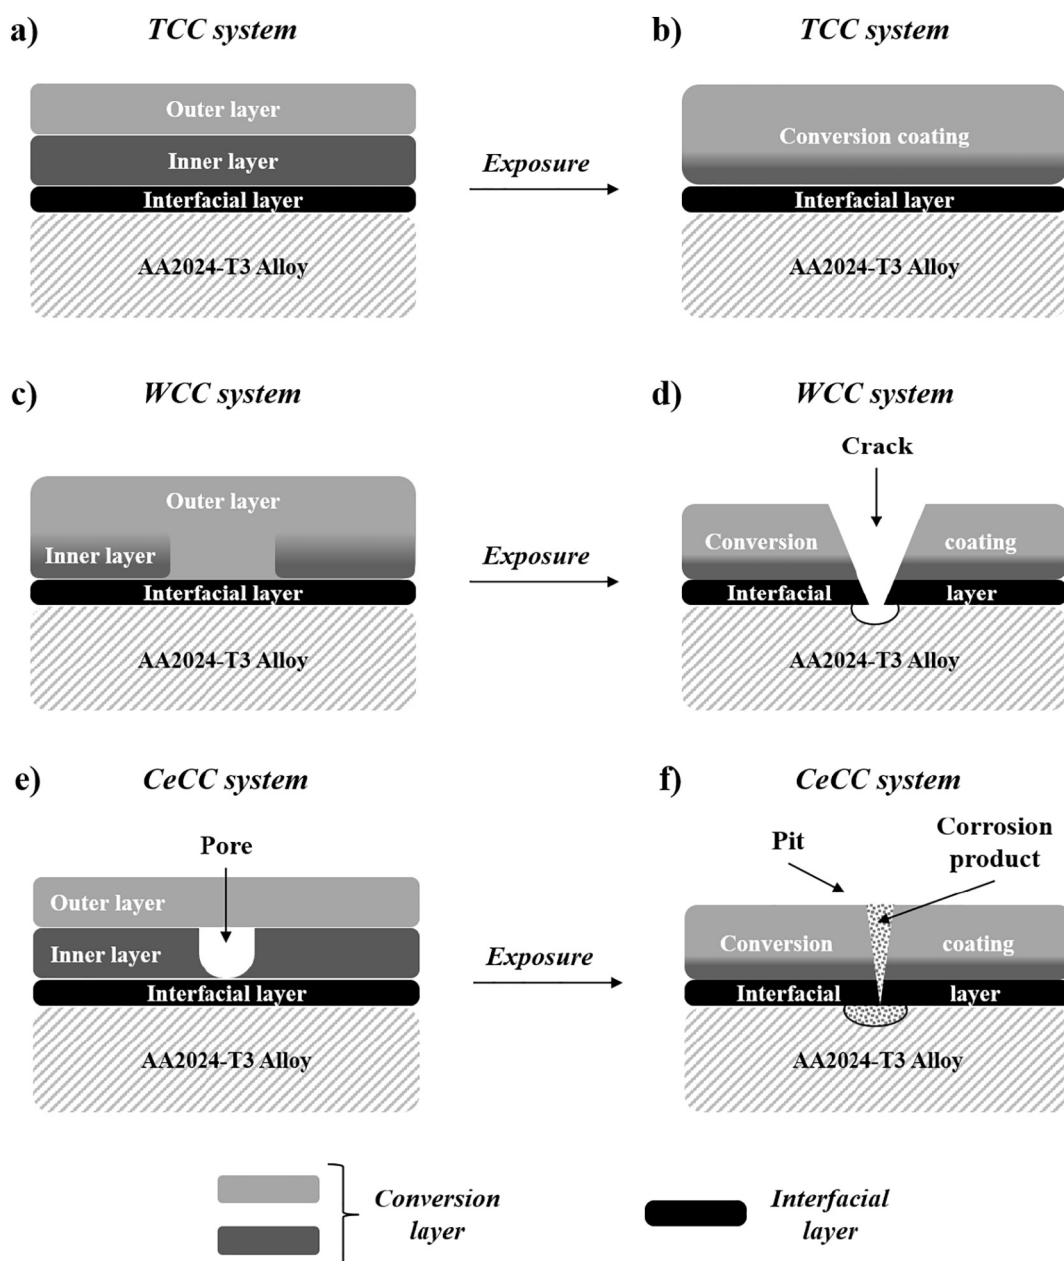 a) TCC system
b) TCC system
Outer layer
Inner layer
Interfacial layer
AA2024-T3 Alloy
Exposure
Conversion coating
Interfacial layer
AA2024-T3 Alloy
c) WCC system
d) WCC system
Outer layer
Inner layer
Interfacial layer
AA2024-T3 Alloy
Exposure
Crack
Conversion coating
Interfacial layer
AA2024-T3 Alloy
e) CeCC system
f) CeCC system
Pore
Outer layer
Inner layer
Interfacial layer
AA2024-T3 Alloy
Exposure
Pit
Corrosion
product
Conversion coating
Interfacial layer
AA2024-T3 Alloy
Conversion
layer
Interfacial
layer